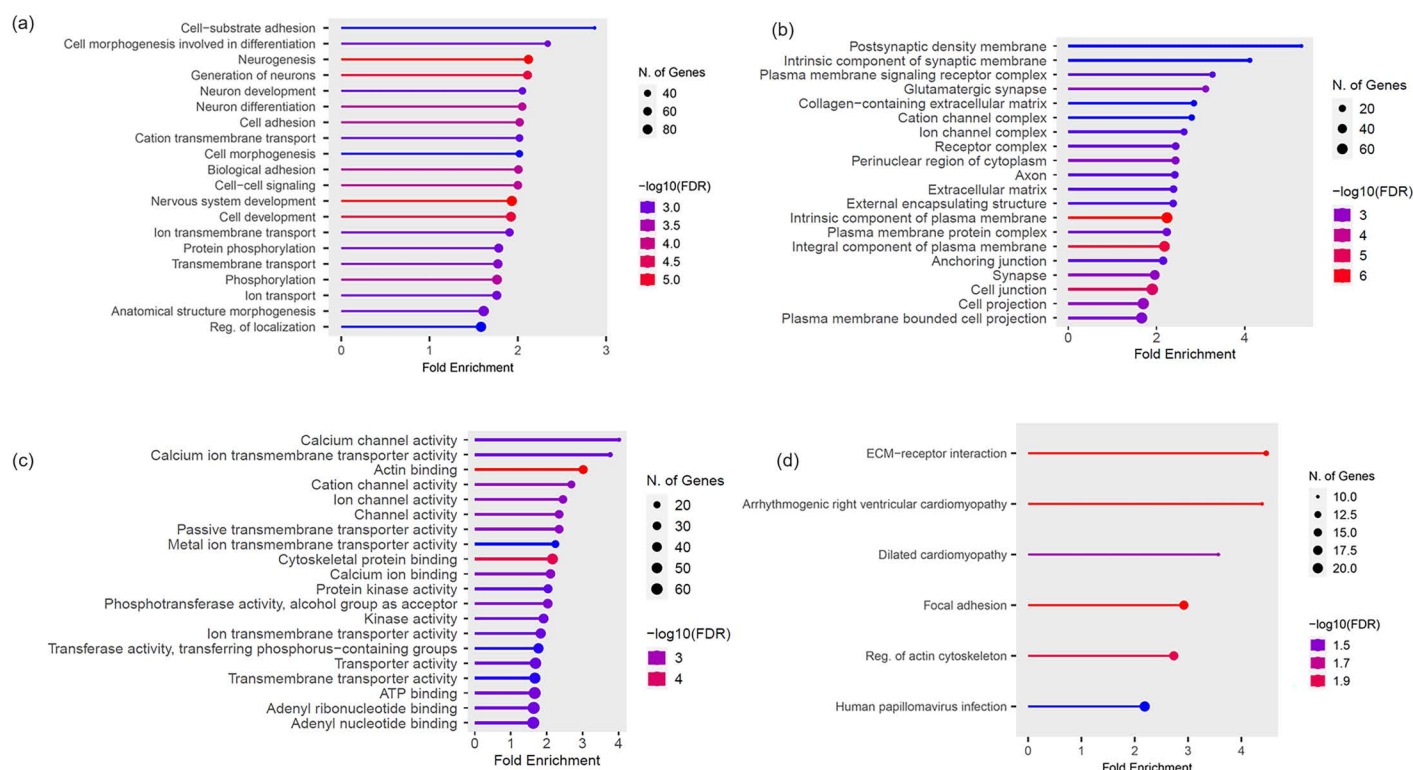 (a)
Cell−substrate adhesion
Cell morphogenesis involved in differentiation
Neurogenesis
Generation of neurons
Neuron development
Neuron differentiation
Cell adhesion
Cation transmembrane transport
Cell morphogenesis
Biological adhesion
Cell−cell signaling
Nervous system development
Cell development
Ion transmembrane transport
Protein phosphorylation
Transmembrane transport
Phosphorylation
Ion transport
Anatomical structure morphogenesis
Reg. of localization
0 1 2 3
Fold Enrichment
N. of Genes
40
60
80
−log10(FDR)
3.0
3.5
4.0
4.5
5.0
(b)
Postsynaptic density membrane
Intrinsic component of synaptic membrane
Plasma membrane signaling receptor complex
Glutamatergic synapse
Collagen−containing extracellular matrix
Cation channel complex
Ion channel complex
Receptor complex
Perinuclear region of cytoplasm
Axon
Extracellular matrix
External encapsulating structure
Intrinsic component of plasma membrane
Plasma membrane protein complex
Integral component of plasma membrane
Anchoring junction
Synapse
Cell junction
Cell projection
Plasma membrane bounded cell projection
0 2 4
Fold Enrichment
N. of Genes
20
40
60
−log10(FDR)
3
4
5
6
(c)
Calcium channel activity
Calcium ion transmembrane transporter activity
Actin binding
Cation channel activity
Ion channel activity
Channel activity
Passive transmembrane transporter activity
Metal ion transmembrane transporter activity
Cytoskeletal protein binding
Calcium ion binding
Protein kinase activity
Phosphotransferase activity, alcohol group as acceptor
Kinase activity
Ion transmembrane transporter activity
Transferase activity, transferring phosphorus−containing groups
Transporter activity
Transmembrane transporter activity
ATP binding
Adenyl ribonucleotide binding
Adenyl nucleotide binding
0 1 2 3 4
Fold Enrichment
N. of Genes
20
30
40
50
60
−log10(FDR)
3
4
(d)
ECM−receptor interaction
Arrhythmogenic right ventricular cardiomyopathy
Dilated cardiomyopathy
Focal adhesion
Reg. of actin cytoskeleton
Human papillomavirus infection
0 1 2 3 4
Fold Enrichment
N. of Genes
10.0
12.5
15.0
17.5
20.0
−log10(FDR)
1.5
1.7
1.9